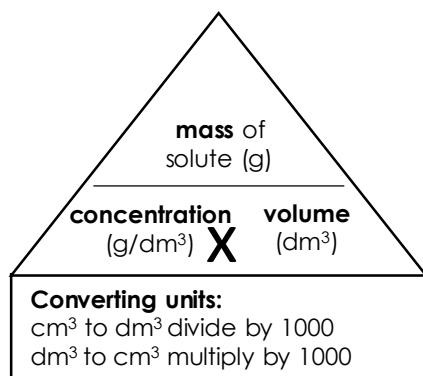 mass of
solute (g)
concentration volume
(g/dm³) X (dm³)
Converting units:
cm³ to dm³ divide by 1000
dm³ to cm³ multiply by 1000